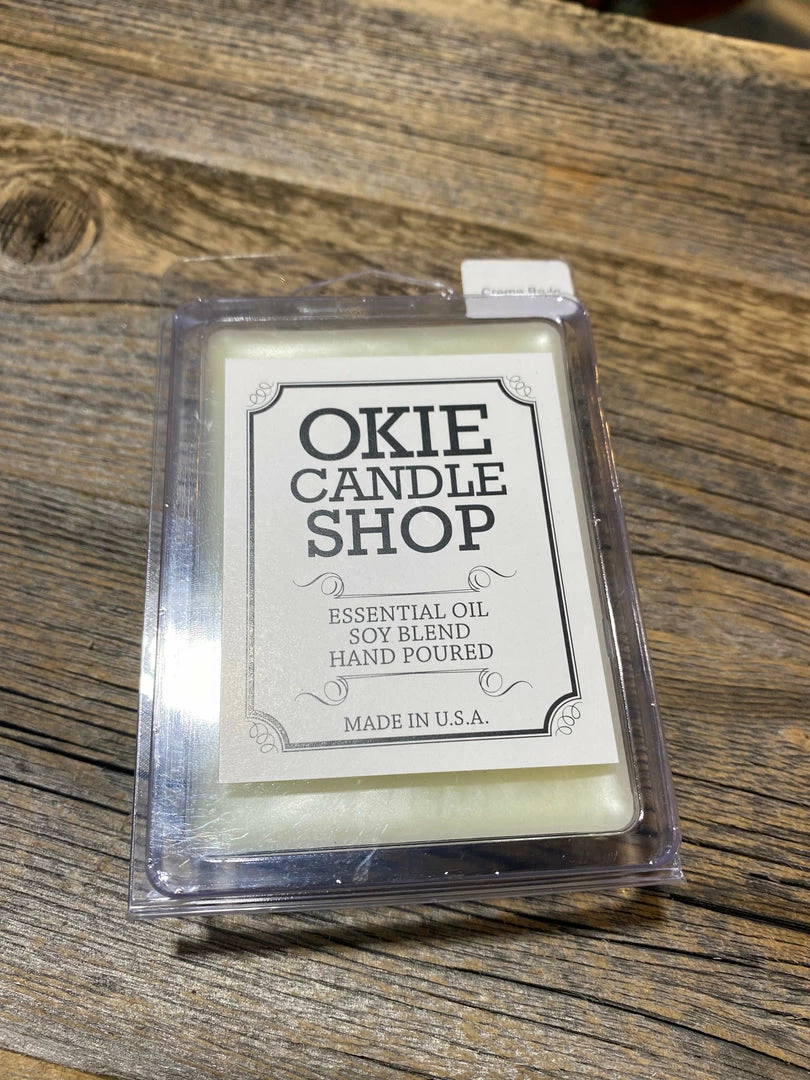 OKIE
CANDLE
SHOP
ESSENTIAL OIL
SOY BLEND
HAND POURED
MADE IN U.S.A.